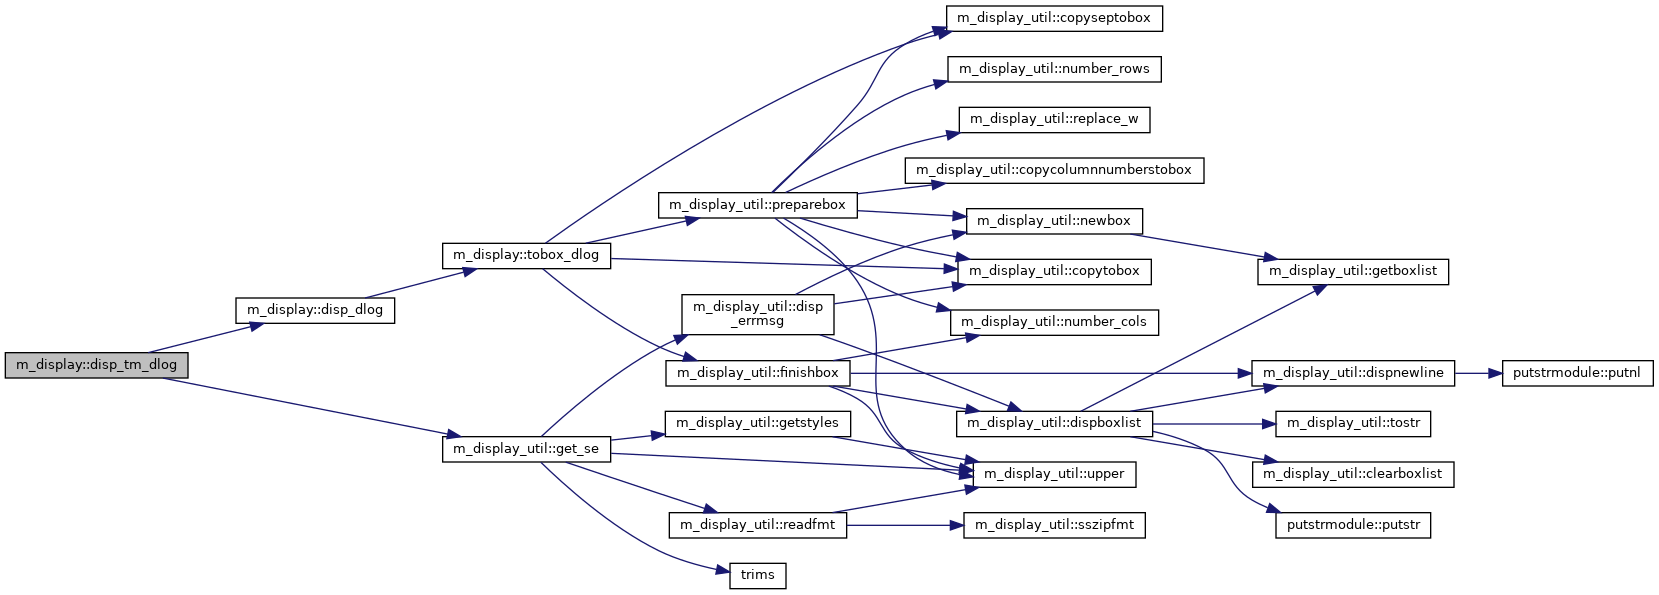 m_display_util::copyseptobox
m_display_util::number_rows
m_display_util::replace_w
m_display_util::copycolumnnumberstobox
m_display_util::preparebox
m_display_util::newbox
m_display::tobox_dlog
m_display_util::copytobox
m_display_util::getboxlist
m_display::disp_dlog
m_display_util::disp
_errmsg
m_display_util::number_cols
m_display::disp_tm_dlog
m_display_util::finishbox
m_display_util::dispnewline
putstrmodule::putnl
m_display_util::getstyles
m_display_util::dispboxlist
m_display_util::tostr
m_display_util::get_se
m_display_util::upper
m_display_util::clearboxlist
m_display_util::readfmt
m_display_util::sszipfmt
putstrmodule::putstr
trims